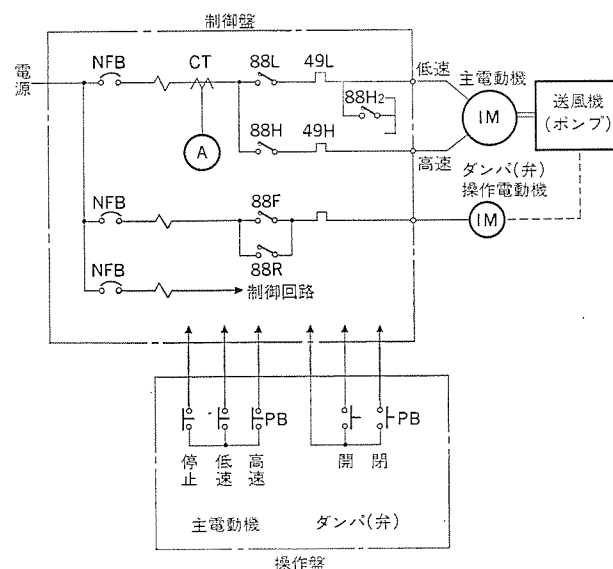 制御盤
電源
NFB
CT
88L
49L
低速
主電動機
88H2
IM
送風機
(ポンプ)
A
88H
49H
高速
ダンパ(弁)
操作電動機
NFB
88F
IM
88R
NFB
制御回路
PB
PB
停止
低速
高速
開
閉
主電動機
ダンパ(弁)
操作盤